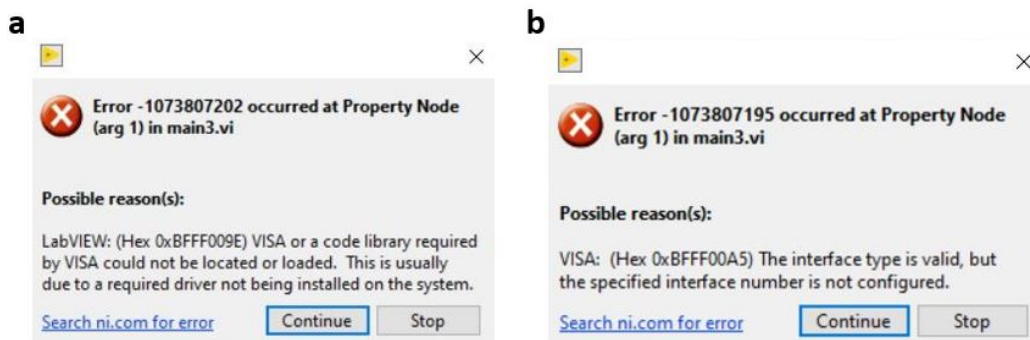 a
Error -1073807202 occurred at Property Node
(arg 1) in main3.vi
Possible reason(s):
LabVIEW: (Hex 0xBFFF009E) VISA or a code library required
by VISA could not be located or loaded.  This is usually
due to a required driver not being installed on the system.
Search ni.com for error
Continue
Stop
b
Error -1073807195 occurred at Property Node
(arg 1) in main3.vi
Possible reason(s):
VISA:  (Hex 0xBFFF00A5) The interface type is valid, but
the specified interface number is not configured.
Search ni.com for error
Continue
Stop